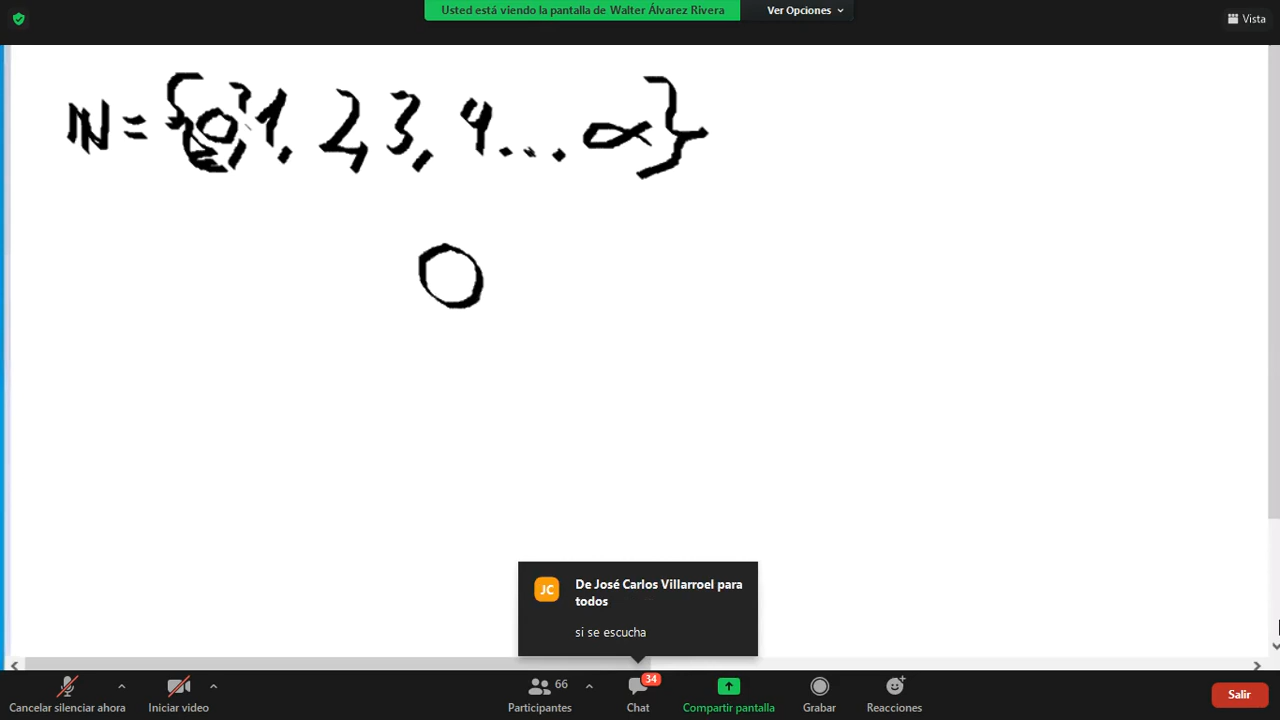 Usted está viendo la pantalla de Walter Álvarez Rivera
Ver Opciones
Vista
ℕ = {0, 1, 2, 3, 4 ... ∝}
0
JC
De José Carlos Villarroel para
todos
si se escucha
66
34
Cancelar silenciar ahora
Iniciar video
Participantes
Chat
Compartir pantalla
Grabar
Reacciones
Salir